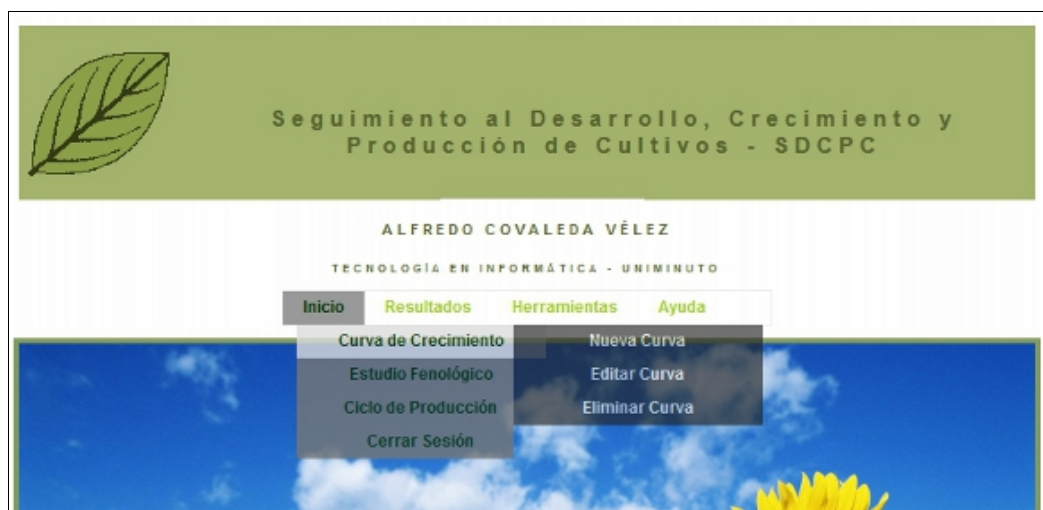 Seguimiento al Desarrollo, Crecimiento y
Producción de Cultivos - SDCPC
ALFREDO COVALEDA VÉLEZ
TECNOLOGÍA EN INFORMÁTICA - UNIMINUTO
Inicio Resultados Herramientas Ayuda
Curva de Crecimiento Nueva Curva
Estudio Fenológico Editar Curva
Ciclo de Producción Eliminar Curva
Cerrar Sesión